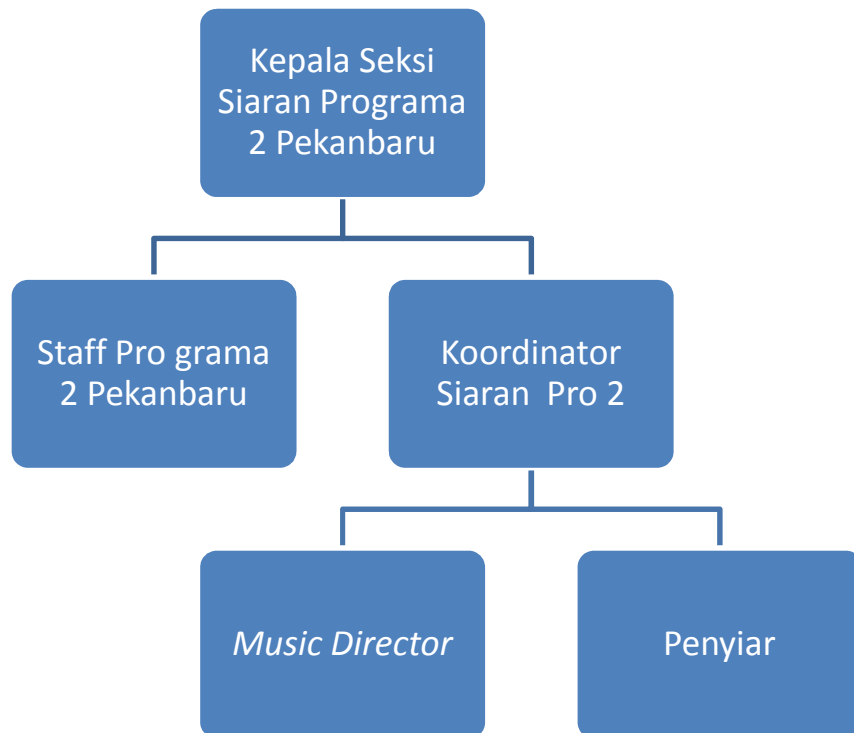 Kepala Seksi
Siaran Programa
2 Pekanbaru
Staff Pro grama
2 Pekanbaru
Koordinator
Siaran  Pro 2
Music Director
Penyiar